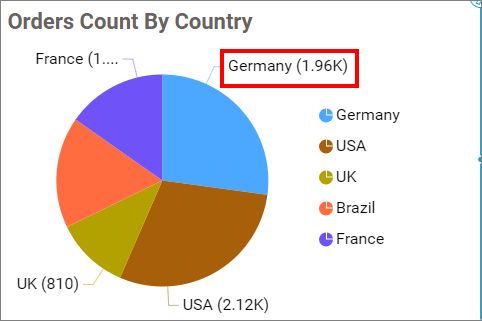 Orders Count By Country
France (1....
Germany (1.96K)
Germany
USA
UK
Brazil
France
UK (810)
USA (2.12K)